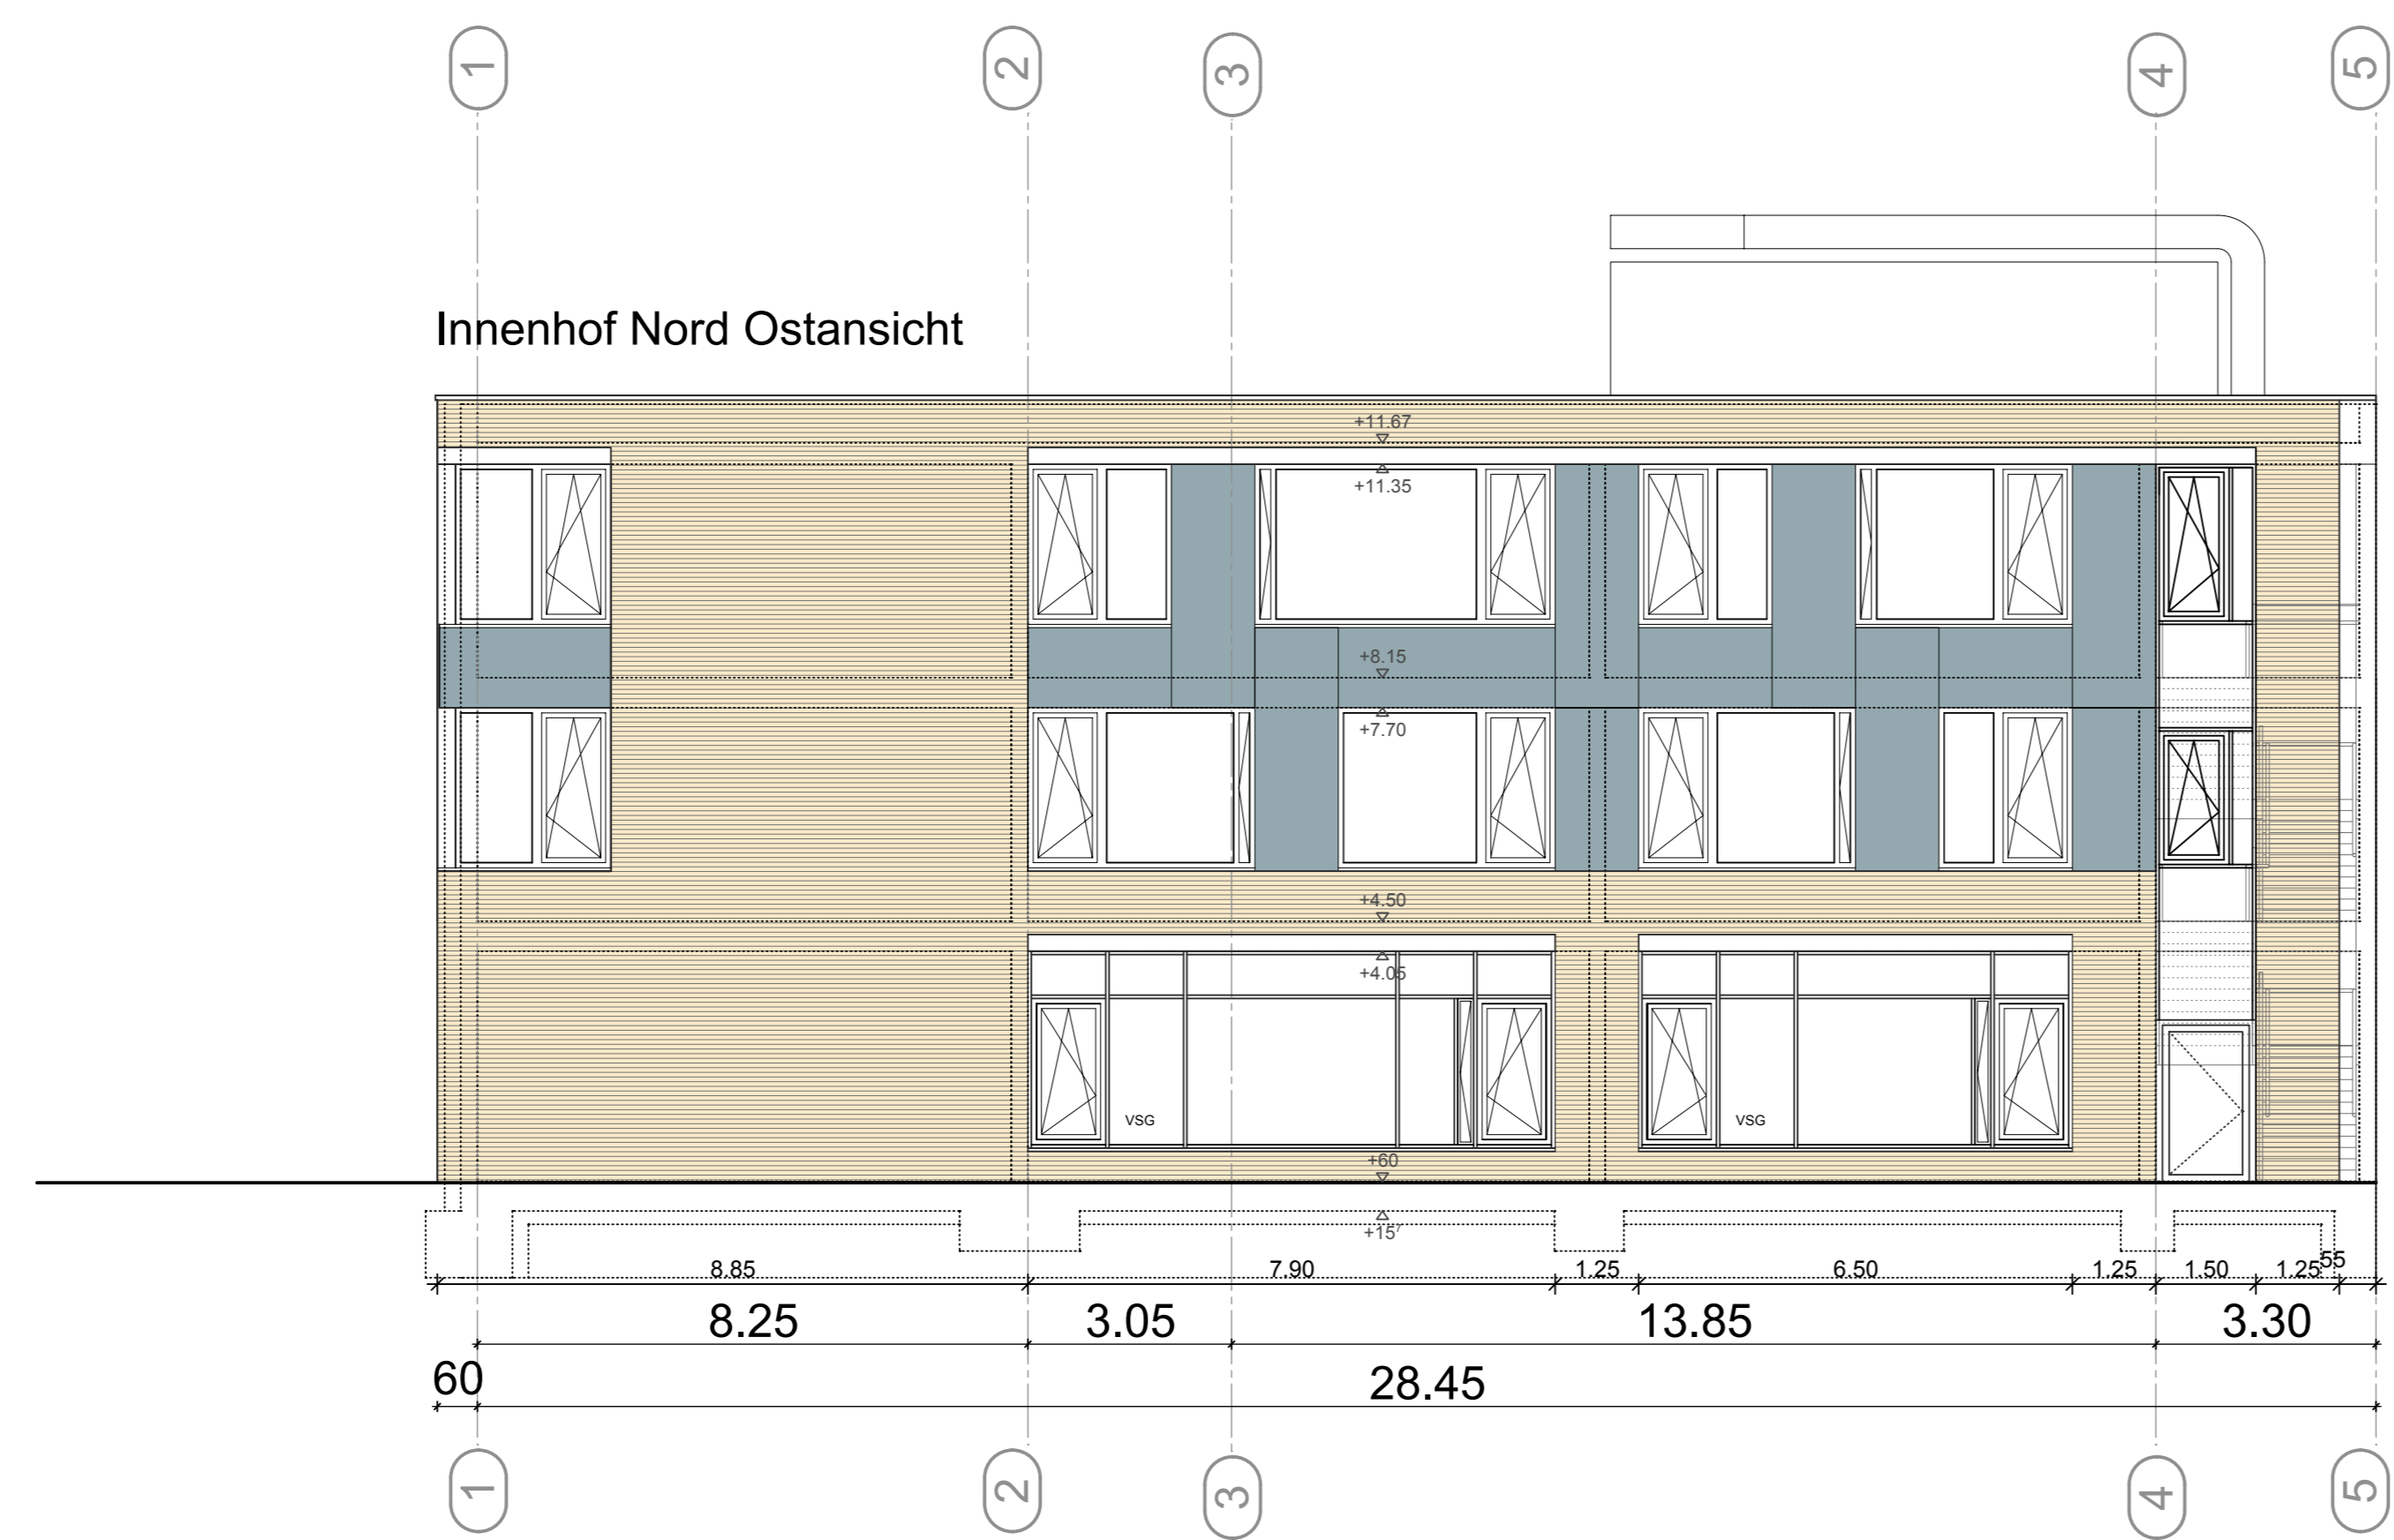 1 2 3 4 5
Innenhof Nord Ostansicht
+11.67
+11.35
+8.15
+7.70
+4.50
+4.05
VSG VSG
+60
+15⁷
8.85 7.90 1.25 6.50 1.25 1.50 1.25 55
8.25 3.05 13.85 3.30
60 28.45
1 2 3 4 5